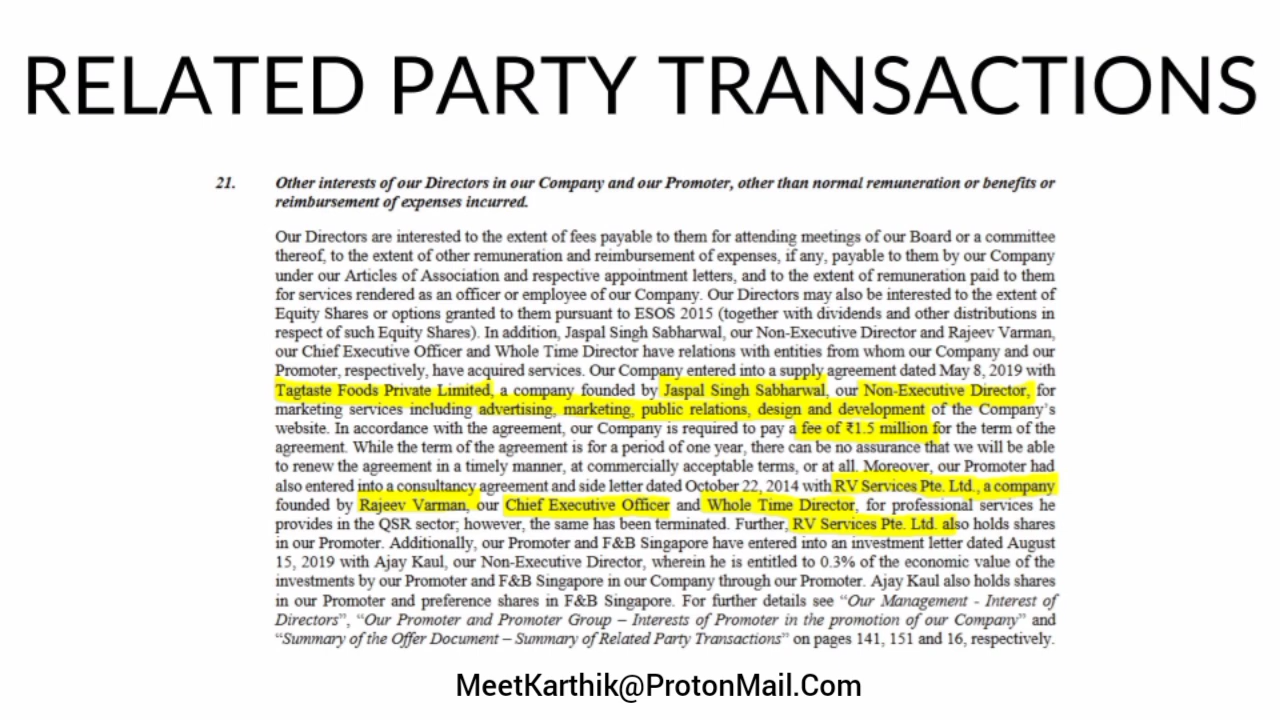 RELATED PARTY TRANSACTIONS
21. Other interests of our Directors in our Company and our Promoter, other than normal remuneration or benefits or
reimbursement of expenses incurred.
Our Directors are interested to the extent of fees payable to them for attending meetings of our Board or a committee
thereof, to the extent of other remuneration and reimbursement of expenses, if any, payable to them by our Company
under our Articles of Association and respective appointment letters, and to the extent of remuneration paid to them
for services rendered as an officer or employee of our Company. Our Directors may also be interested to the extent of
Equity Shares or options granted to them pursuant to ESOS 2015 (together with dividends and other distributions in
respect of such Equity Shares). In addition, Jaspal Singh Sabharwal, our Non-Executive Director and Rajeev Varman,
our Chief Executive Officer and Whole Time Director have relations with entities from whom our Company and our
Promoter, respectively, have acquired services. Our Company entered into a supply agreement dated May 8, 2019 with
Tagtaste Foods Private Limited, a company founded by Jaspal Singh Sabharwal, our Non-Executive Director, for
marketing services including advertising, marketing, public relations, design and development of the Company's
website. In accordance with the agreement, our Company is required to pay a fee of ₹1.5 million for the term of the
agreement. While the term of the agreement is for a period of one year, there can be no assurance that we will be able
to renew the agreement in a timely manner, at commercially acceptable terms, or at all. Moreover, our Promoter had
also entered into a consultancy agreement and side letter dated October 22, 2014 with RV Services Pte. Ltd., a company
founded by Rajeev Varman, our Chief Executive Officer and Whole Time Director, for professional services he
provides in the QSR sector; however, the same has been terminated. Further, RV Services Pte. Ltd. also holds shares
in our Promoter. Additionally, our Promoter and F&B Singapore have entered into an investment letter dated August
15, 2019 with Ajay Kaul, our Non-Executive Director, wherein he is entitled to 0.3% of the economic value of the
investments by our Promoter and F&B Singapore in our Company through our Promoter. Ajay Kaul also holds shares
in our Promoter and preference shares in F&B Singapore. For further details see “Our Management - Interest of
Directors”, “Our Promoter and Promoter Group – Interests of Promoter in the promotion of our Company” and
“Summary of the Offer Document – Summary of Related Party Transactions” on pages 141, 151 and 16, respectively.
MeetKarthik@ProtonMail.Com